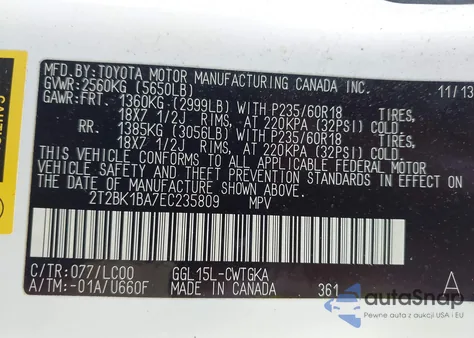 MFD.BY:TOYOTA MOTOR MANUFACTURING CANADA INC.
GVWR:2560KG (5650LB) 11/13
GAWR:FRT. 1360KG (2999LB) WITH P235/60R18 TIRES,
18X7 1/2J RIMS, AT 220KPA (32PSI) COLD
RR. 1385KG (3056LB) WITH P235/60R18 TIRES,
18X7 1/2J RIMS, AT 220KPA (32PSI) COLD
THIS VEHICLE CONFORMS TO ALL APPLICABLE FEDERAL MOTOR
VEHICLE SAFETY AND THEFT PREVENTION STANDARDS IN EFFECT ON
THE DATE OF MANUFACTURE SHOWN ABOVE.
2T2BK1BA7EC235809 MPV
C/TR:077/LC00 GGL15L-CWTGKA A
A/TM:-01A/U660F MADE IN CANADA 361
autoSnap
Pewne auta z USA i EU